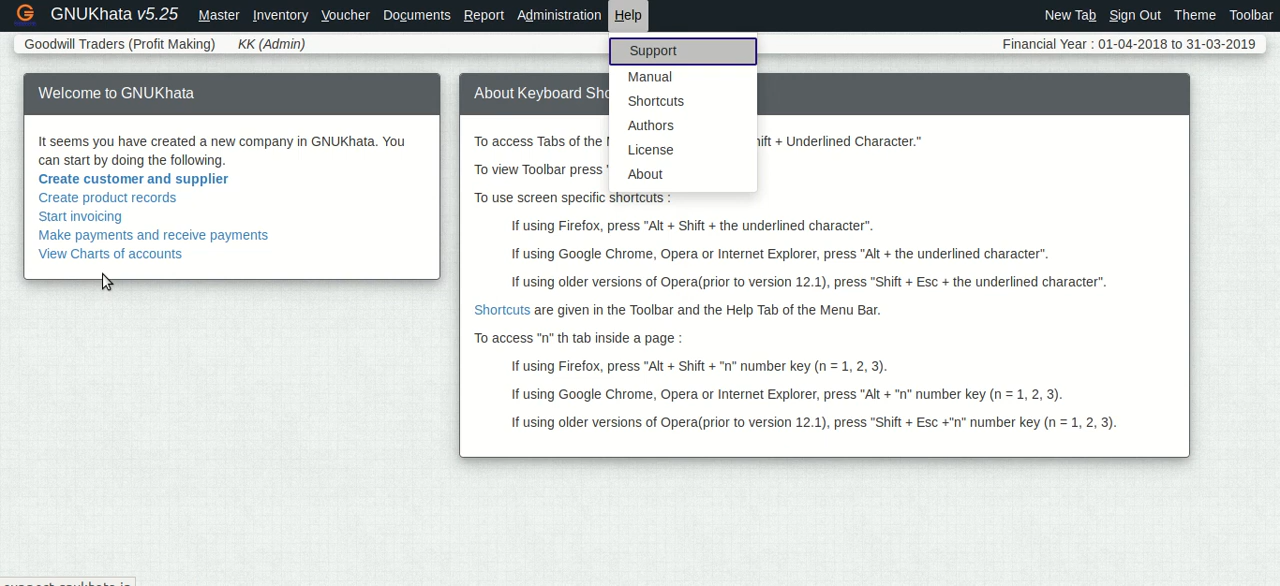 GNUKhata v5.25 Master Inventory Voucher Documents Report Administration Help New Tab Sign Out Theme Toolbar
Goodwill Traders (Profit Making) KK (Admin) Financial Year : 01-04-2018 to 31-03-2019
Support
Manual
Shortcuts
Authors
License
About
Welcome to GNUKhata
It seems you have created a new company in GNUKhata. You
can start by doing the following.
Create customer and supplier
Create product records
Start invoicing
Make payments and receive payments
View Charts of accounts
About Keyboard
To access Tabs of the + Underlined Character."
To view Toolbar press "
To use screen specific shortcuts :
If using Firefox, press "Alt + Shift + the underlined character".
If using Google Chrome, Opera or Internet Explorer, press "Alt + the underlined character".
If using older versions of Opera(prior to version 12.1), press "Shift + Esc + the underlined character".
Shortcuts are given in the Toolbar and the Help Tab of the Menu Bar.
To access "n" th tab inside a page :
If using Firefox, press "Alt + Shift + "n" number key (n = 1, 2, 3).
If using Google Chrome, Opera or Internet Explorer, press "Alt + "n" number key (n = 1, 2, 3).
If using older versions of Opera(prior to version 12.1), press "Shift + Esc +"n" number key (n = 1, 2, 3).